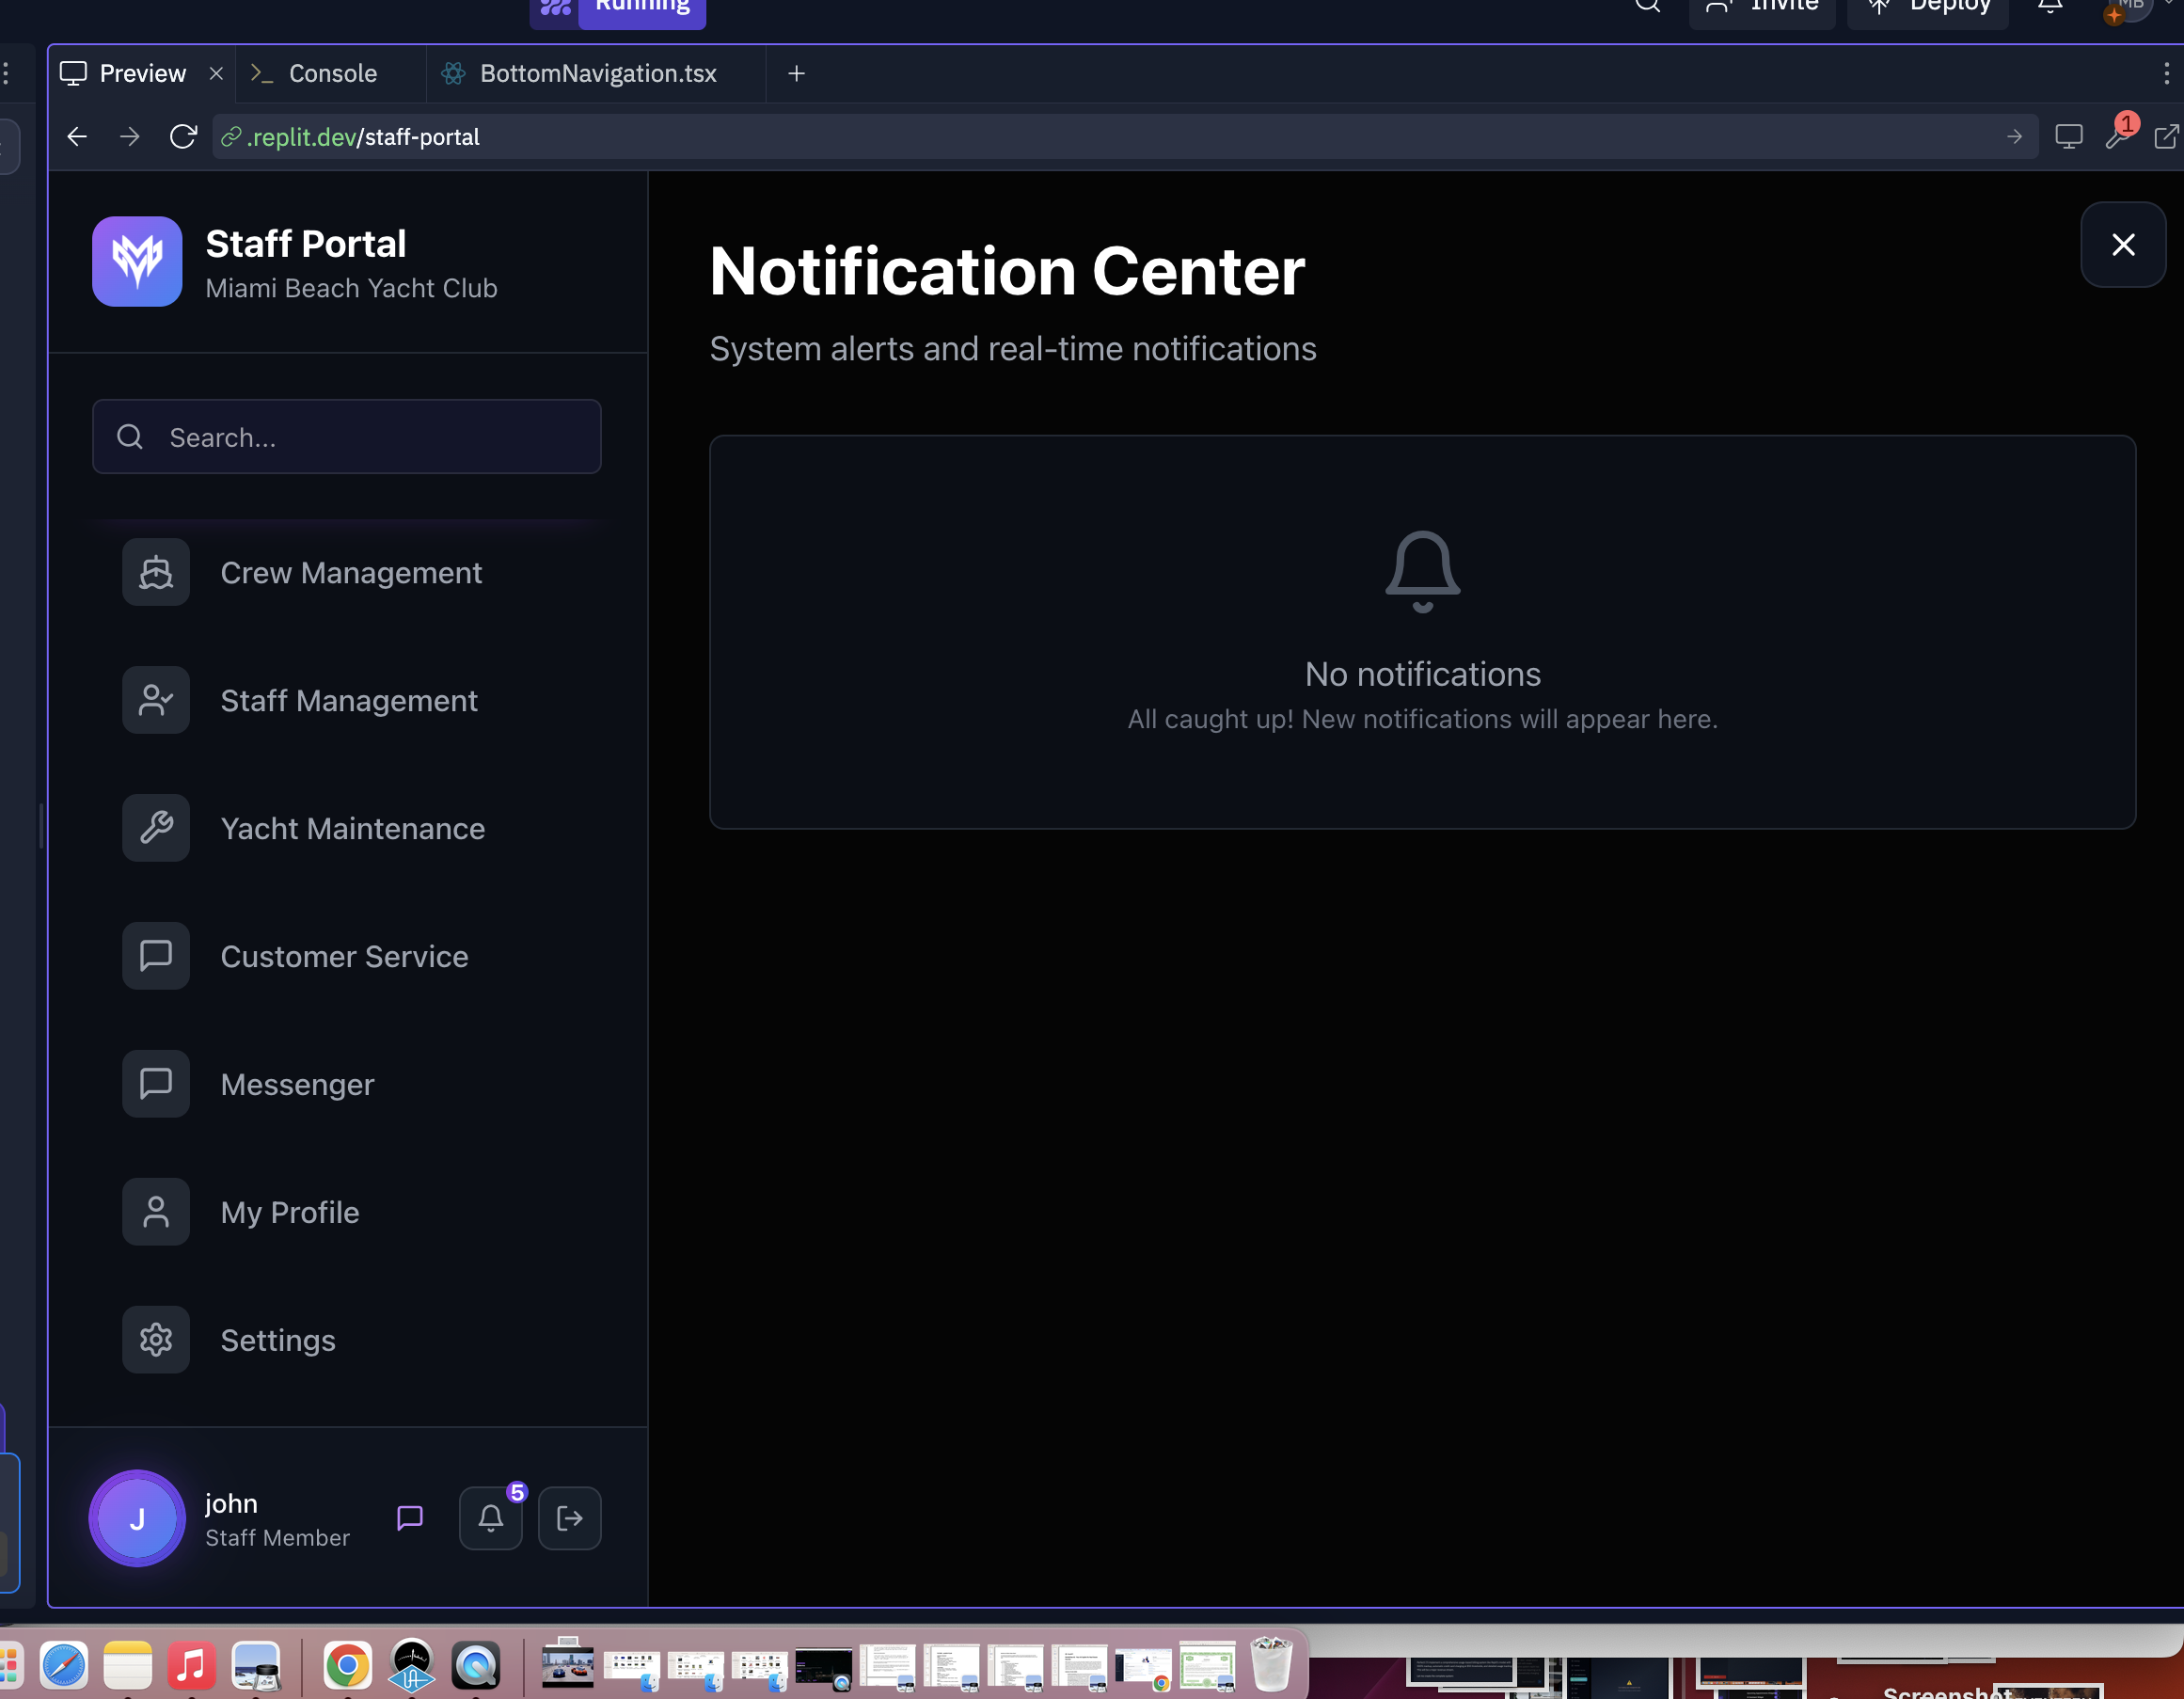 Running
Invite
Deploy
MB
Preview
Console
BottomNavigation.tsx
.replit.dev/staff-portal
1
Staff Portal
Miami Beach Yacht Club
Search...
Crew Management
Staff Management
Yacht Maintenance
Customer Service
Messenger
My Profile
Settings
J
john
Staff Member
5
Notification Center
System alerts and real-time notifications
No notifications
All caught up! New notifications will appear here.
Screenshot